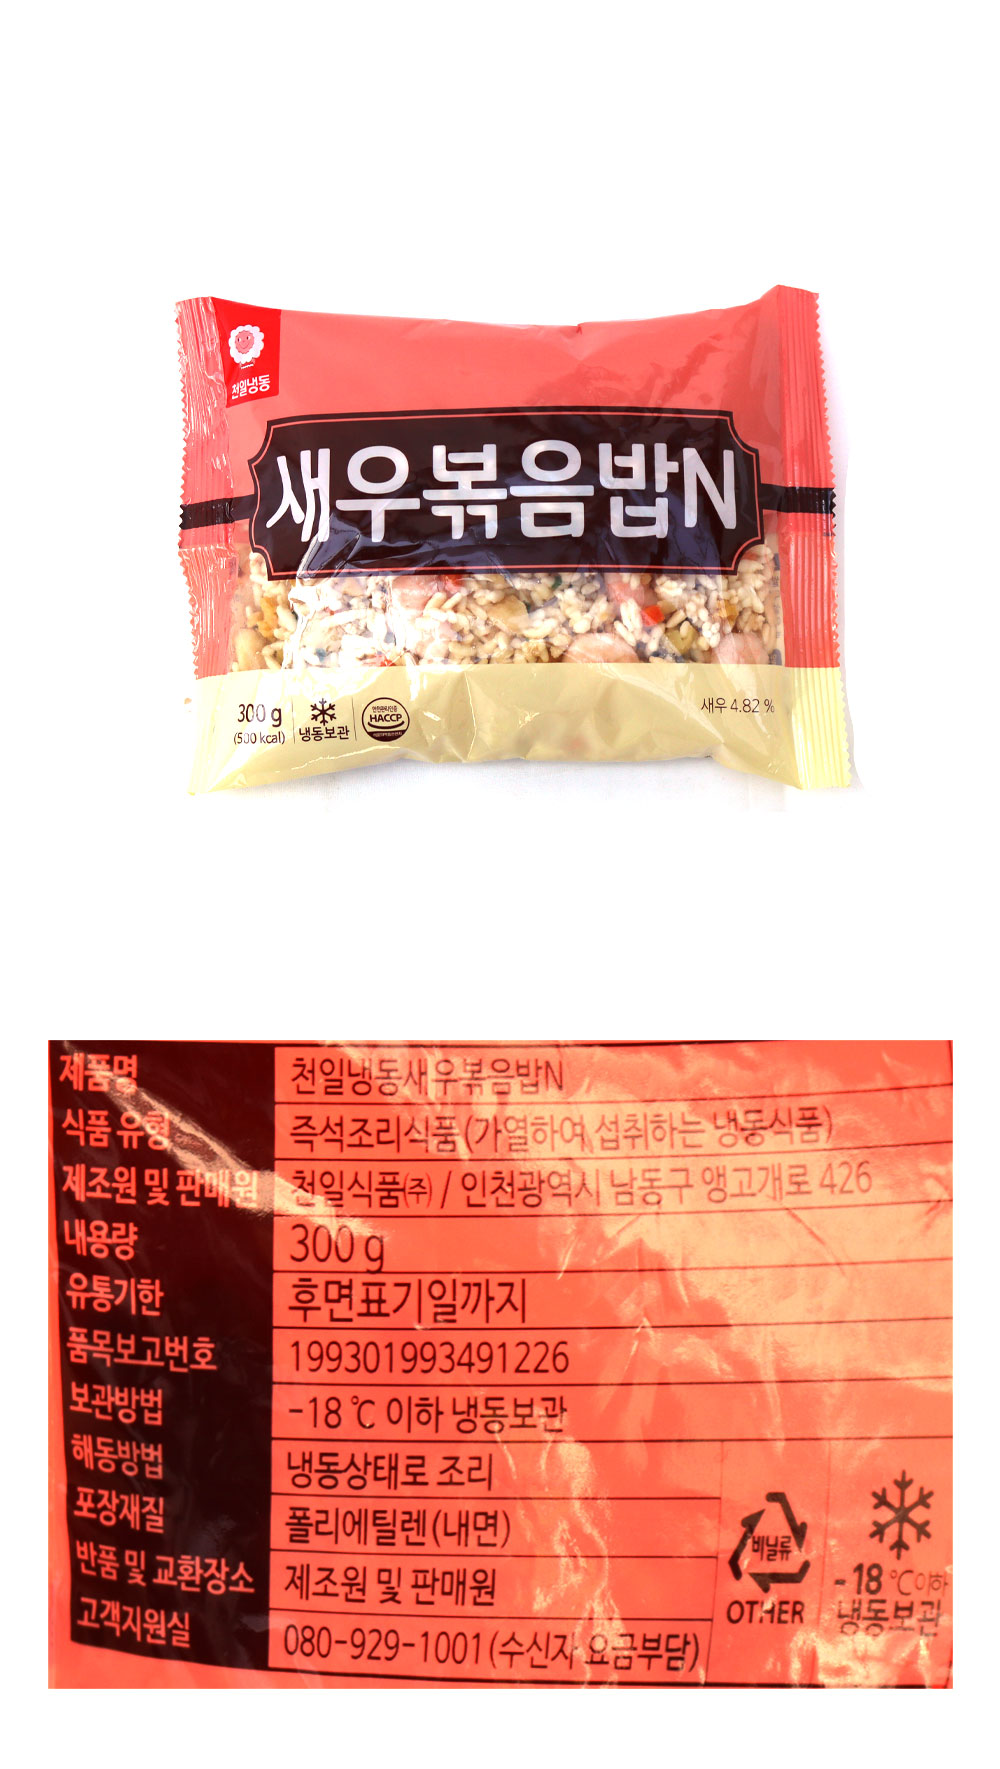 천일냉동
새우볶음밥N
300 g
(500 kcal)
냉동보관
HACCP
새우 4.82 %
제품명 천일냉동새우볶음밥N
식품 유형 즉석조리식품(가열하여 섭취하는 냉동식품)
제조원 및 판매원 천일식품㈜ / 인천광역시 남동구 앵고개로 426
내용량 300 g
유통기한 후면표기일까지
품목보고번호 199301993491226
보관방법 -18 ℃ 이하 냉동보관
해동방법 냉동상태로 조리
포장재질 폴리에틸렌(내면)
반품 및 교환장소 제조원 및 판매원
고객지원실 080-929-1001(수신자 요금부담)
비닐류
OTHER
-18 ℃이하
냉동보관